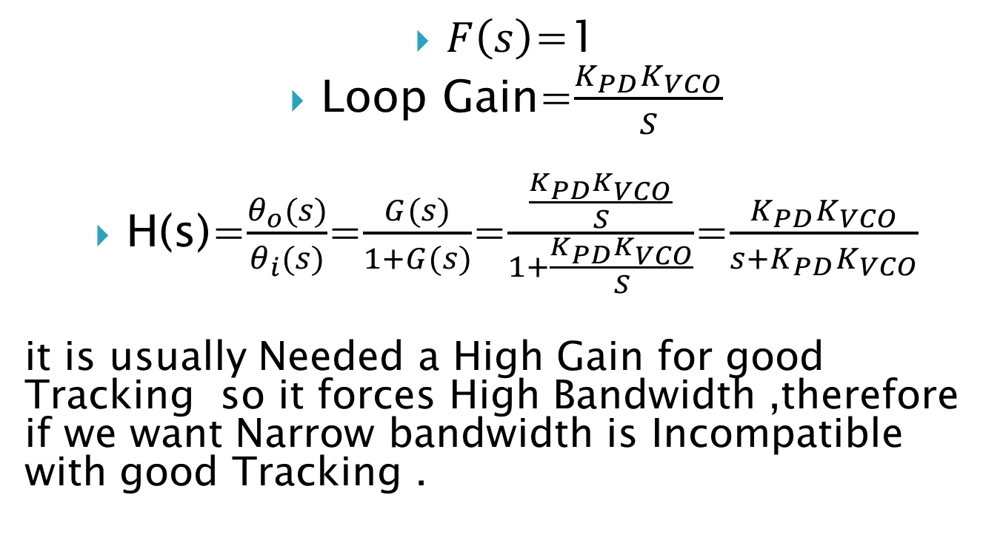 ▶ F(s)=1
▶ Loop Gain=\frac{K_{PD}K_{VCO}}{s}
▶ H(s)=\frac{θ_o(s)}{θ_i(s)}=\frac{G(s)}{1+G(s)}=\frac{\frac{K_{PD}K_{VCO}}{s}}{1+\frac{K_{PD}K_{VCO}}{s}}=\frac{K_{PD}K_{VCO}}{s+K_{PD}K_{VCO}}
it is usually Needed a High Gain for good
Tracking  so it forces High Bandwidth ,therefore
if we want Narrow bandwidth is Incompatible
with good Tracking .